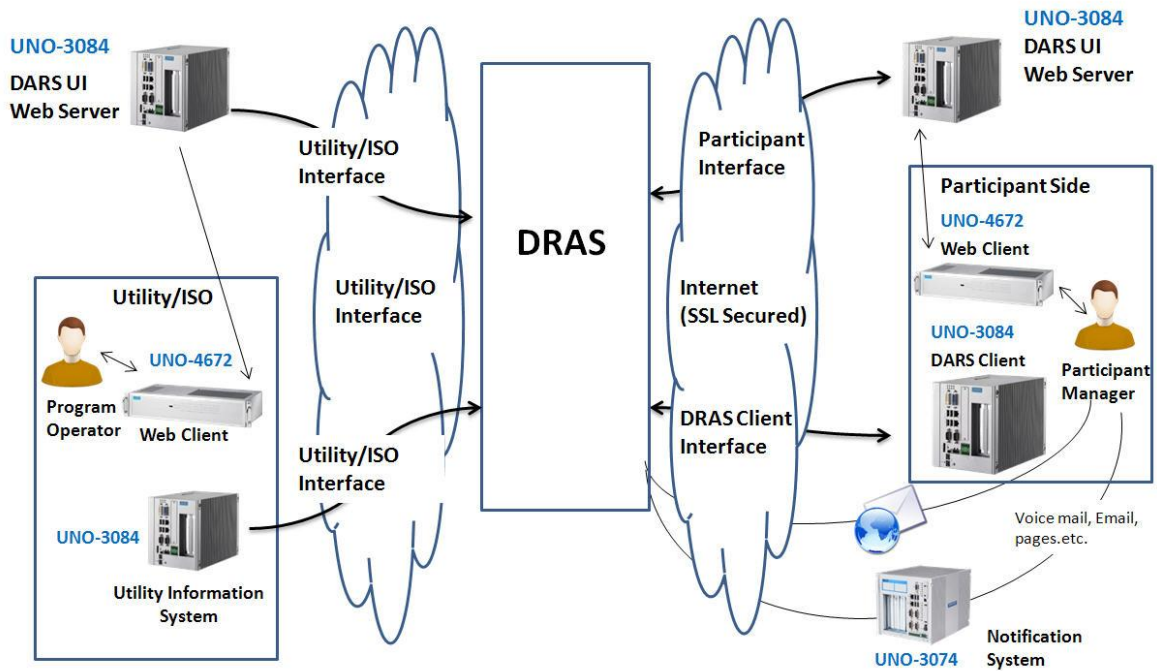 UNO-3084
DARS UI
Web Server
Utility/ISO
Interface
Utility/ISO
Interface
Utility/ISO
Interface
Utility/ISO
Program
Operator
UNO-4672
Web Client
UNO-3084
Utility Information
System
DRAS
Participant
Interface
Internet
(SSL Secured)
DRAS Client
Interface
UNO-3084
DARS UI
Web Server
Participant Side
UNO-4672
Web Client
UNO-3084
DARS Client
Participant
Manager
Voice mail, Email,
pages.etc.
Notification
System
UNO-3074